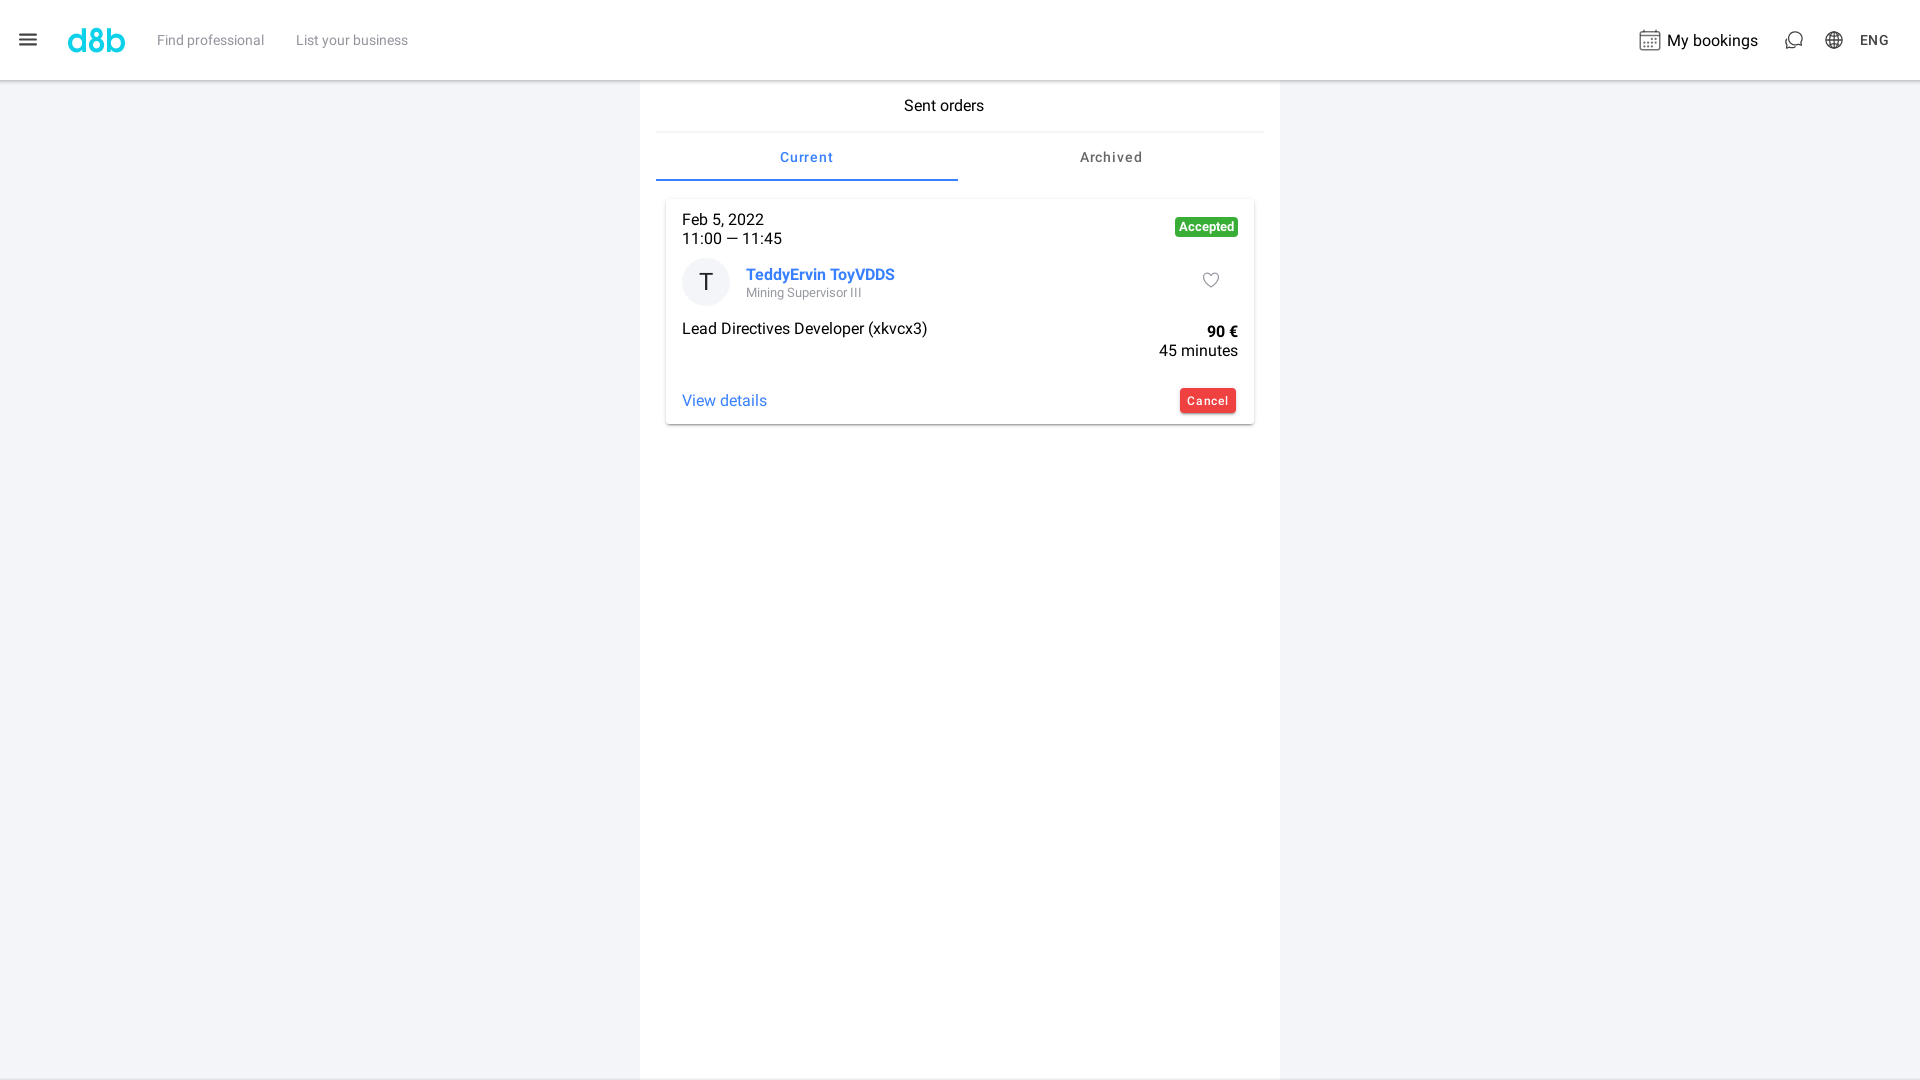 d8b
Find professional
List your business
My bookings
ENG
Sent orders
Current
Archived
Feb 5, 2022
11:00 — 11:45
Accepted
T
TeddyErvin ToyVDDS
Mining Supervisor III
Lead Directives Developer (xkvcx3)
90 €
45 minutes
View details
Cancel